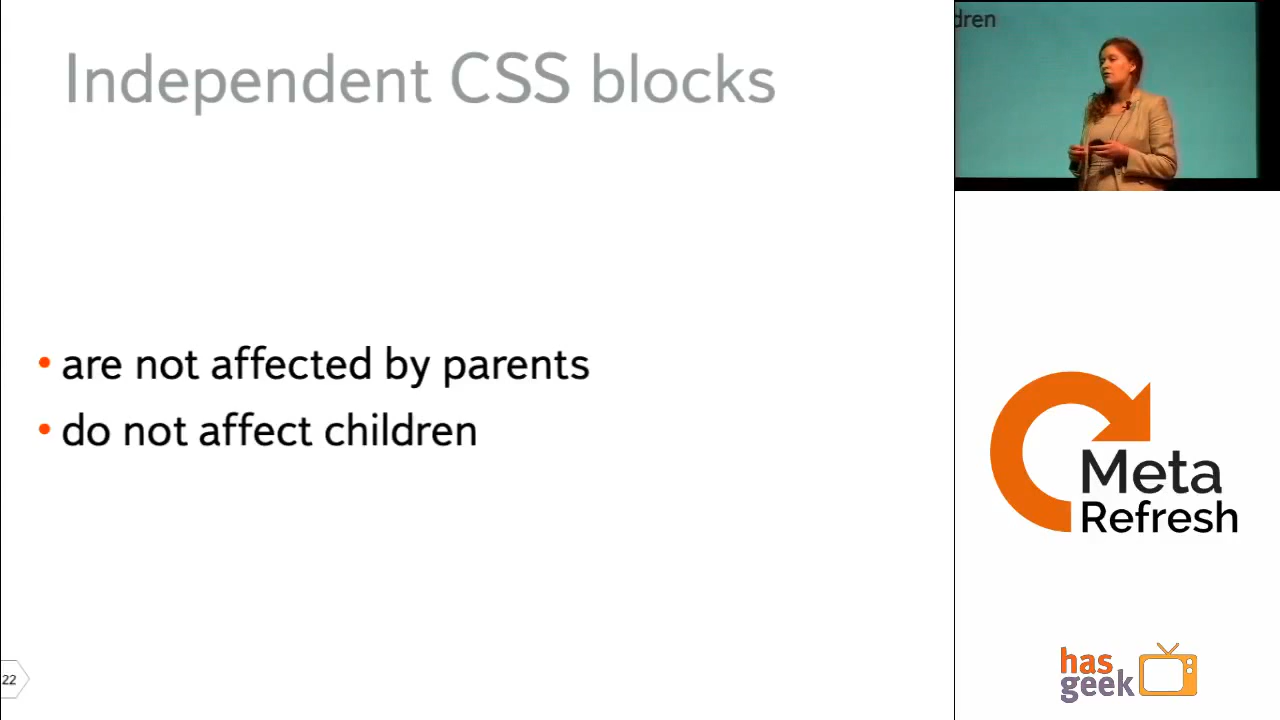 Independent CSS blocks
dren
• are not affected by parents
• do not affect children
Meta
Refresh
has
geek
22